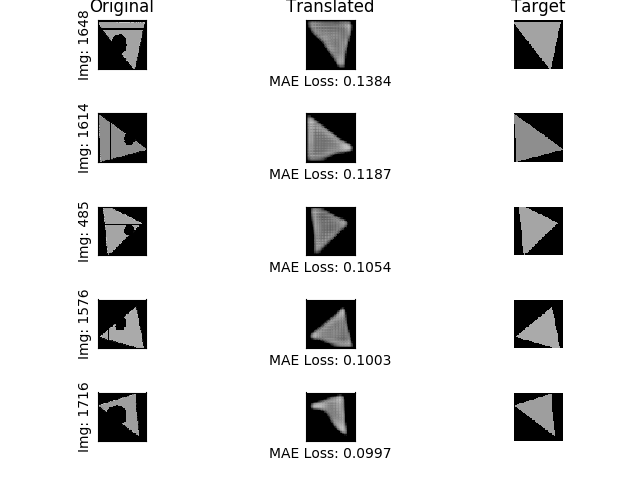 Original Translated Target
Img: 1648
MAE Loss: 0.1384
Img: 1614
MAE Loss: 0.1187
Img: 485
MAE Loss: 0.1054
Img: 1576
MAE Loss: 0.1003
Img: 1716
MAE Loss: 0.0997